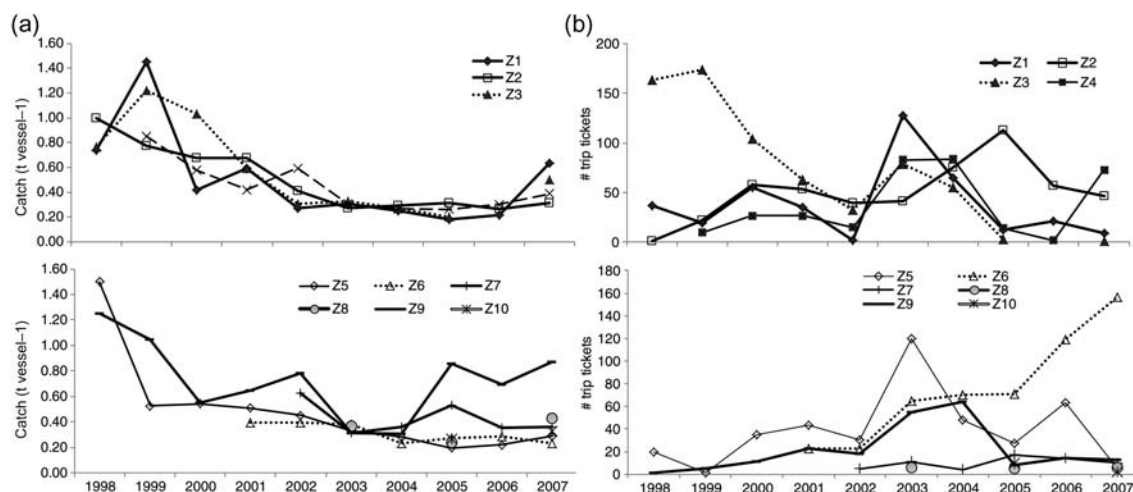 (a)
1.60
1.40
1.20
1.00
0.80
0.60
0.40
0.20
0.00
Catch (t vessel–1)
Z1
Z2
Z3
1.60
1.40
1.20
1.00
0.80
0.60
0.40
0.20
0.00
Catch (t vessel–1)
Z5 Z6 Z7
Z8 Z9 Z10
1998 1999 2000 2001 2002 2003 2004 2005 2006 2007
(b)
200
150
100
50
0
# trip tickets
Z1 Z2
Z3 Z4
180
160
140
120
100
80
60
40
20
0
# trip tickets
Z5 Z6
Z7 Z8
Z9 Z10
1998 1999 2000 2001 2002 2003 2004 2005 2006 2007